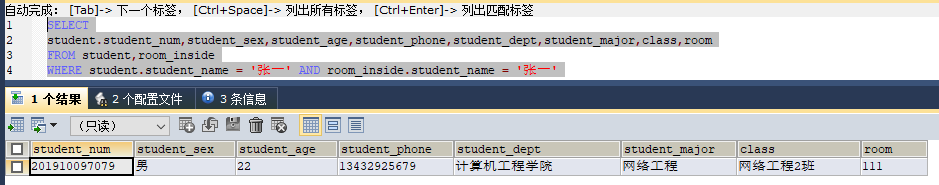 自动完成: [Tab]-> 下一个标签, [Ctrl+Space]-> 列出所有标签, [Ctrl+Enter]-> 列出匹配标签
1 SELECT
2 student.student_num,student_sex,student_age,student_phone,student_dept,student_major,class,room
3 FROM student,room_inside
4 WHERE student.student_name = '张一' AND room_inside.student_name = '张一'
1 个结果 2 个配置文件 3 条信息
(只读)
student_num student_sex student_age student_phone student_dept student_major class room
201910097079 男 22 13432925679 计算机工程学院 网络工程 网络工程2班 111